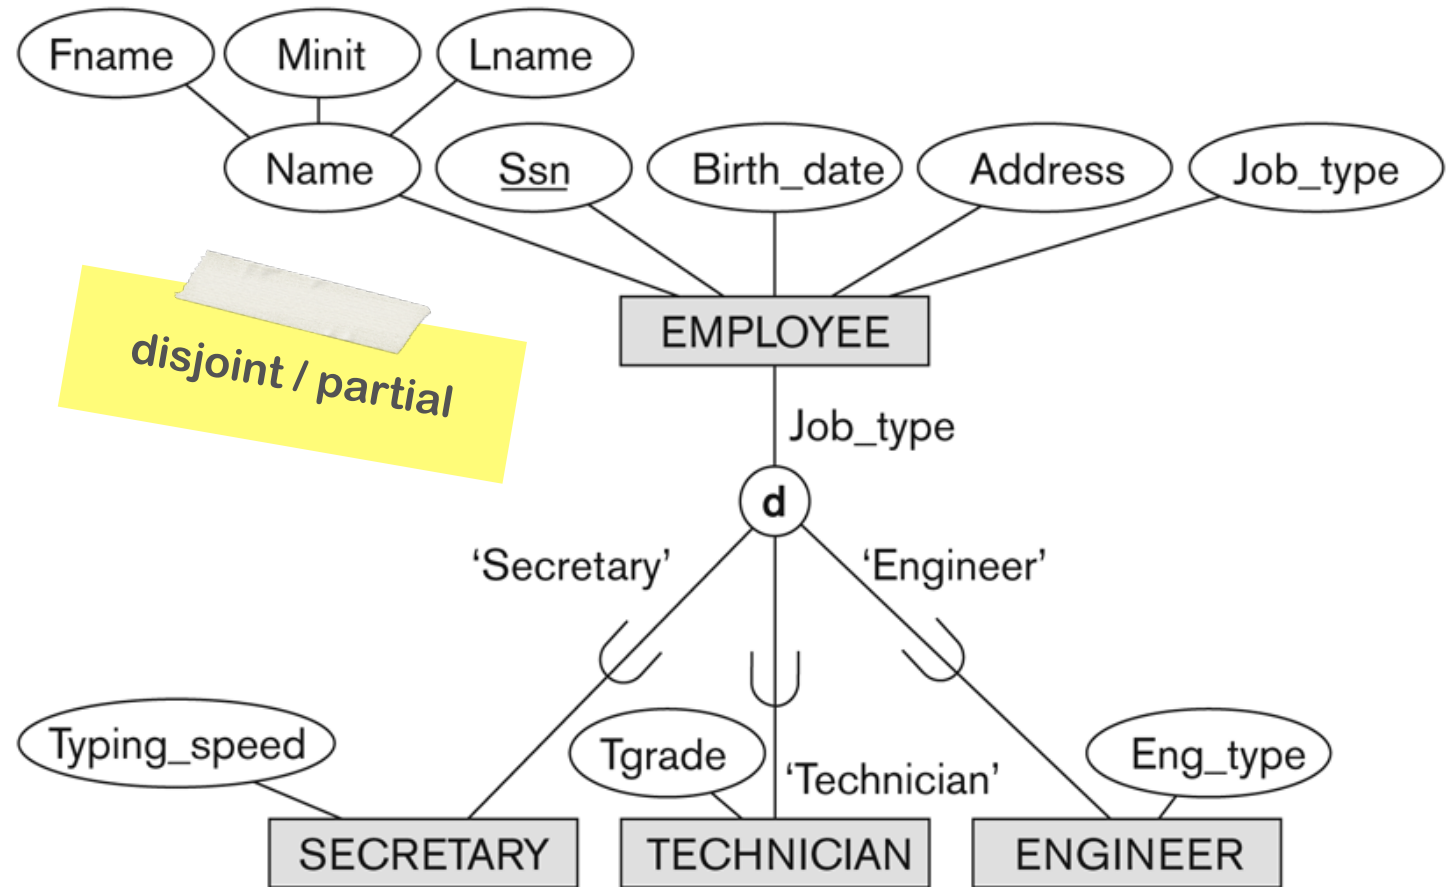 Fname Minit Lname
Name Ssn Birth_date Address Job_type
disjoint / partial
EMPLOYEE
Job_type
d
‘Secretary’ ‘Engineer’
Typing_speed Tgrade ‘Technician’ Eng_type
SECRETARY TECHNICIAN ENGINEER